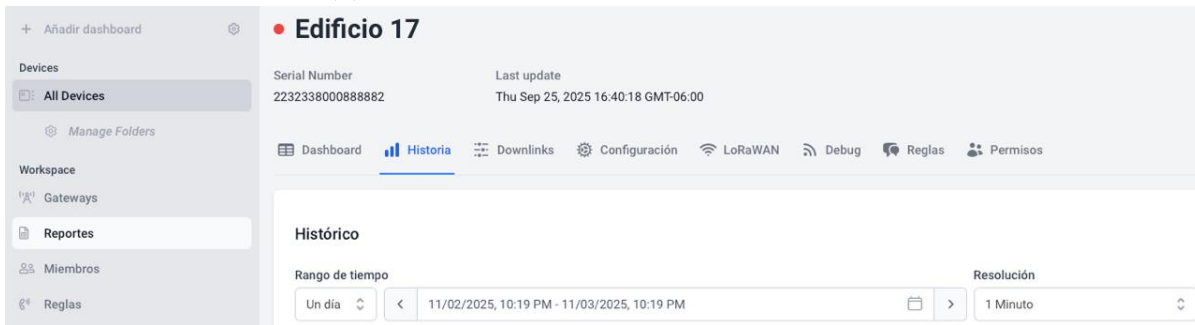 + Añadir dashboard
Devices
All Devices
Manage Folders
Workspace
Gateways
Reportes
Miembros
Reglas
Edificio 17
Serial Number Last update
2232338000888882 Thu Sep 25, 2025 16:40:18 GMT-06:00
Dashboard Historia Downlinks Configuración LoRaWAN Debug Reglas Permisos
Histórico
Rango de tiempo Resolución
Un día < 11/02/2025, 10:19 PM - 11/03/2025, 10:19 PM > 1 Minuto